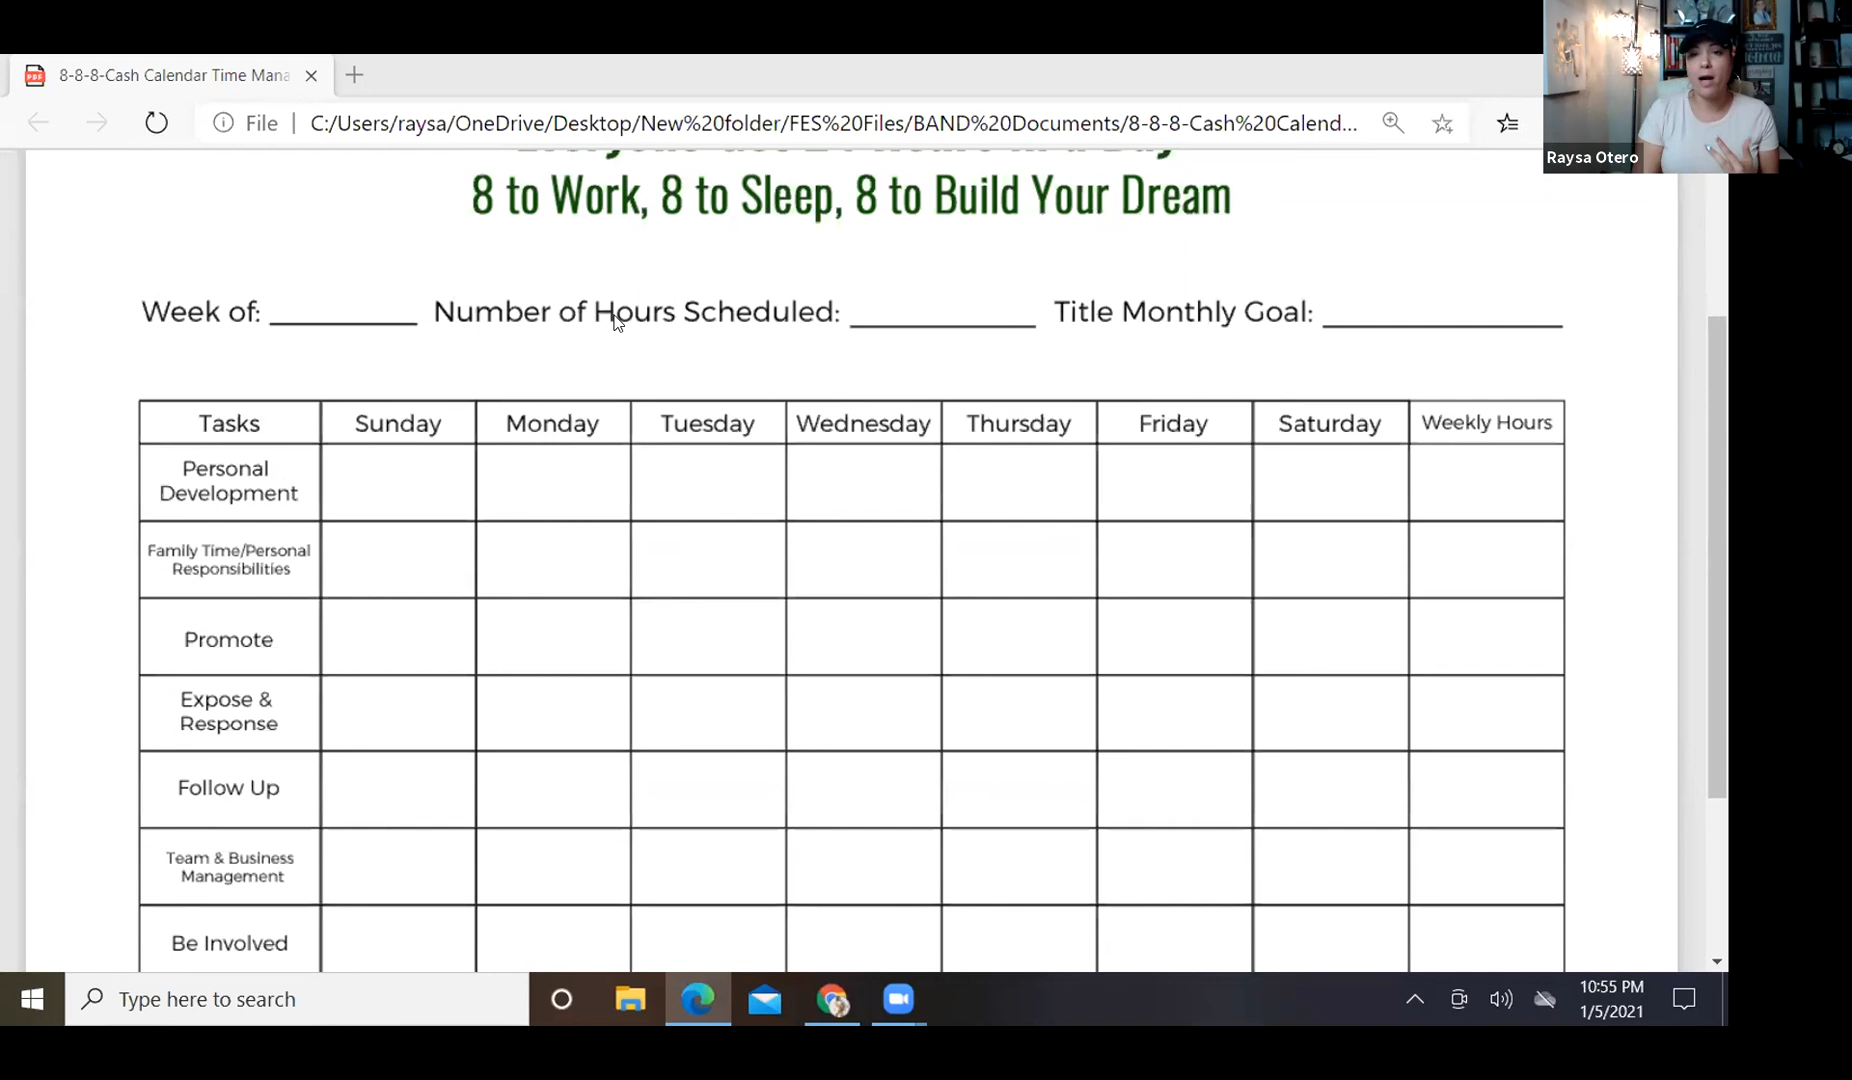 8-8-8-Cash Calendar Time Mana
File | C:/Users/raysa/OneDrive/Desktop/New%20folder/FES%20Files/BAND%20Documents/8-8-8-Cash%20Calend...
Raysa Otero
8 to Work, 8 to Sleep, 8 to Build Your Dream
Week of: __________ Number of Hours Scheduled: __________ Title Monthly Goal: __________
Tasks Sunday Monday Tuesday Wednesday Thursday Friday Saturday Weekly Hours
Personal
Development
Family Time/Personal
Responsibilities
Promote
Expose &
Response
Follow Up
Team & Business
Management
Be Involved
Type here to search
10:55 PM
1/5/2021